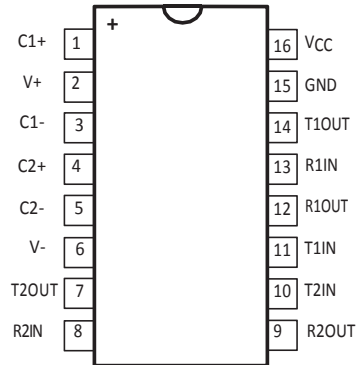 +
C1+ 1 16 VCC
V+ 2 15 GND
C1- 3 14 T1OUT
C2+ 4 13 R1IN
C2- 5 12 R1OUT
V- 6 11 T1IN
T2OUT 7 10 T2IN
R2IN 8 9 R2OUT